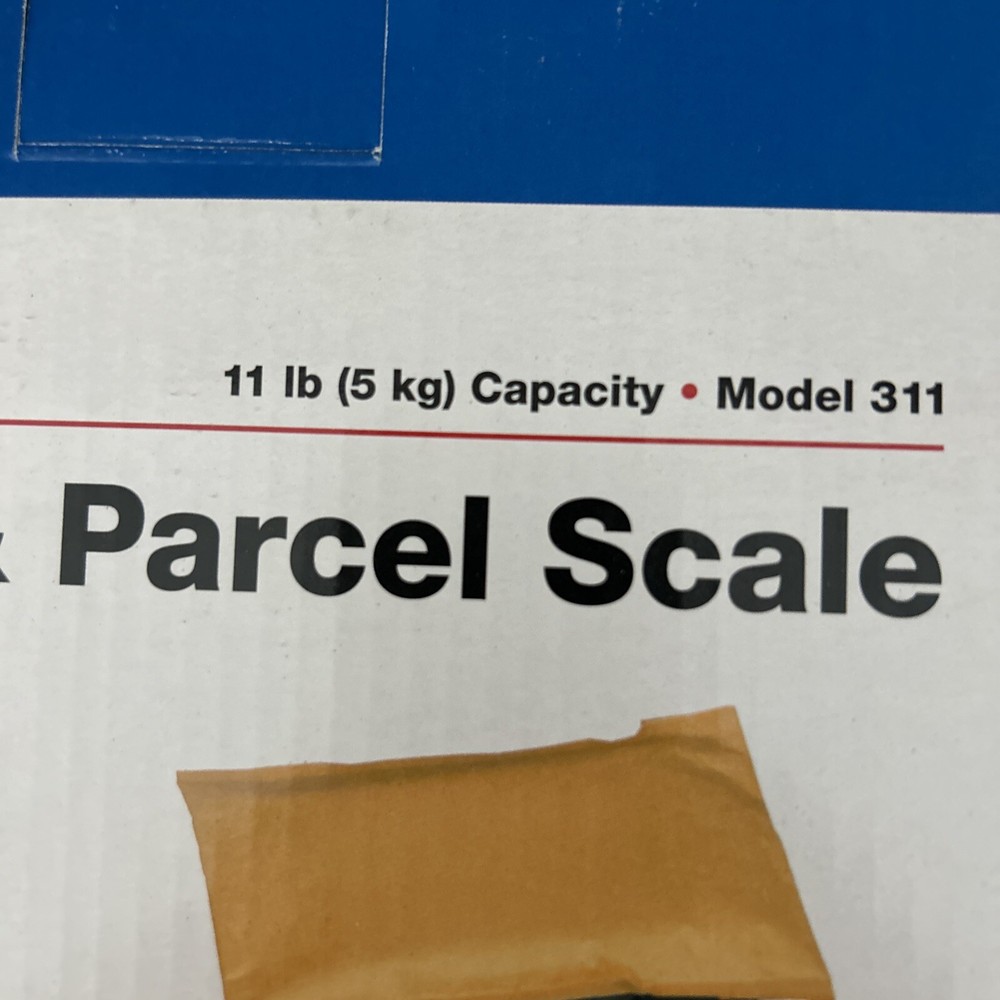 11 lb (5 kg) Capacity • Model 311
& Parcel Scale